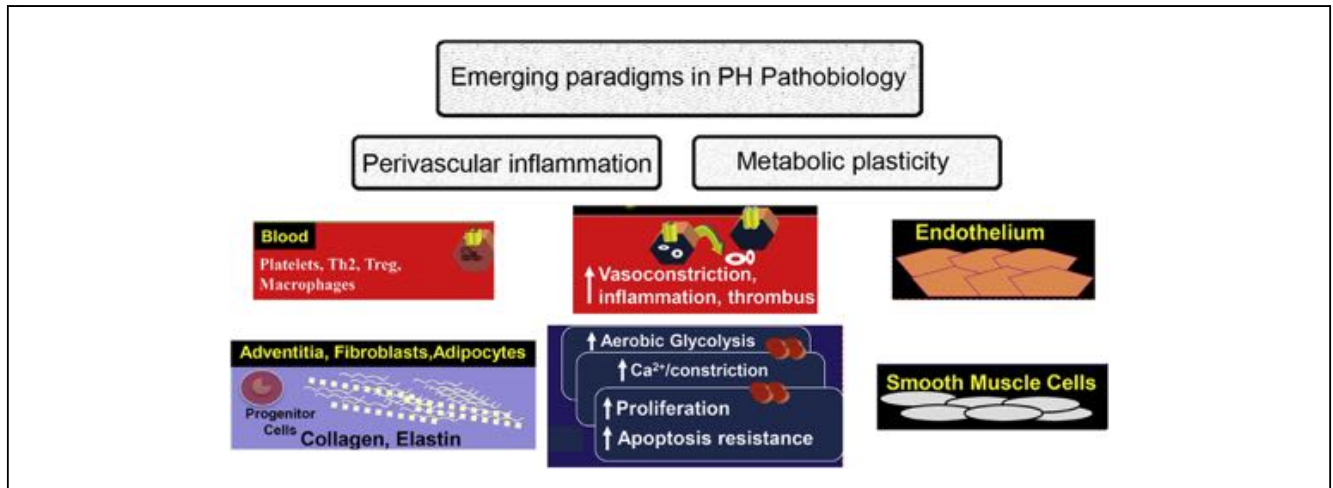 Emerging paradigms in PH Pathobiology
Perivascular inflammation
Metabolic plasticity
Blood
Platelets, Th2, Treg,
Macrophages
↑ Vasoconstriction,
inflammation, thrombus
Endothelium
Adventitia, Fibroblasts,Adipocytes
Progenitor
Cells
Collagen, Elastin
↑ Aerobic Glycolysis
↑ Ca²⁺/constriction
↑ Proliferation
↑ Apoptosis resistance
Smooth Muscle Cells